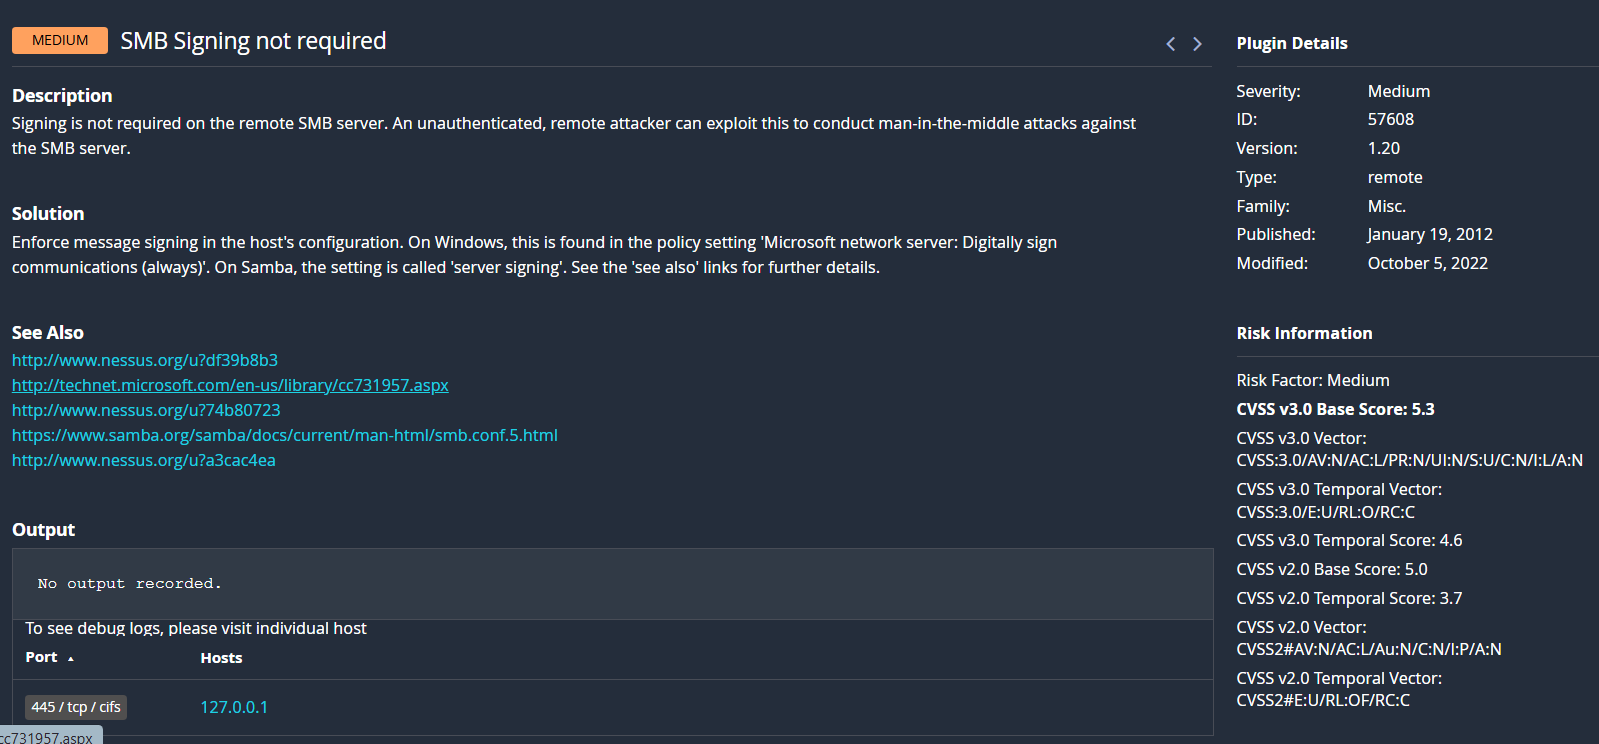 MEDIUM
SMB Signing not required
Description
Signing is not required on the remote SMB server. An unauthenticated, remote attacker can exploit this to conduct man-in-the-middle attacks against
the SMB server.
Solution
Enforce message signing in the host's configuration. On Windows, this is found in the policy setting 'Microsoft network server: Digitally sign
communications (always)'. On Samba, the setting is called 'server signing'. See the 'see also' links for further details.
See Also
http://www.nessus.org/u?df39b8b3
http://technet.microsoft.com/en-us/library/cc731957.aspx
http://www.nessus.org/u?74b80723
https://www.samba.org/samba/docs/current/man-html/smb.conf.5.html
http://www.nessus.org/u?a3cac4ea
Output
No output recorded.
To see debug logs, please visit individual host
Port Hosts
445 / tcp / cifs 127.0.0.1
cc731957.aspx
Plugin Details
Severity: Medium
ID: 57608
Version: 1.20
Type: remote
Family: Misc.
Published: January 19, 2012
Modified: October 5, 2022
Risk Information
Risk Factor: Medium
CVSS v3.0 Base Score: 5.3
CVSS v3.0 Vector:
CVSS:3.0/AV:N/AC:L/PR:N/UI:N/S:U/C:N/I:L/A:N
CVSS v3.0 Temporal Vector:
CVSS:3.0/E:U/RL:O/RC:C
CVSS v3.0 Temporal Score: 4.6
CVSS v2.0 Base Score: 5.0
CVSS v2.0 Temporal Score: 3.7
CVSS v2.0 Vector:
CVSS2#AV:N/AC:L/Au:N/C:N/I:P/A:N
CVSS v2.0 Temporal Vector:
CVSS2#E:U/RL:OF/RC:C